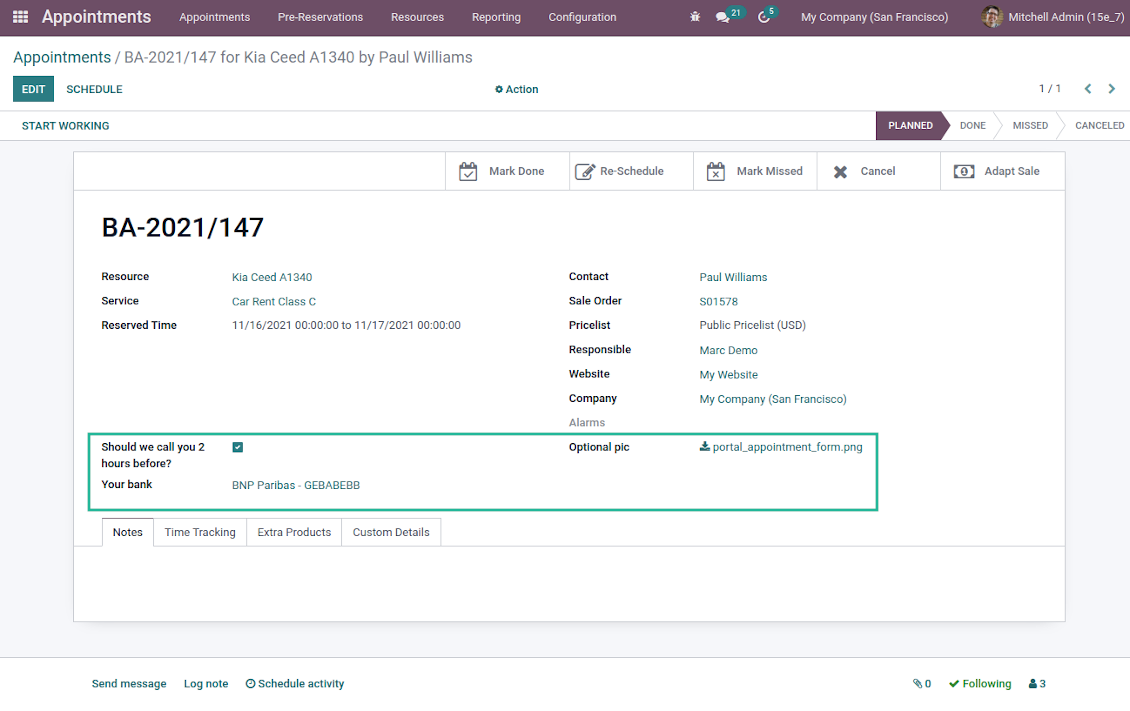 Appointments Appointments Pre-Reservations Resources Reporting Configuration 21 5 My Company (San Francisco) Mitchell Admin (15e_7)
Appointments / BA-2021/147 for Kia Ceed A1340 by Paul Williams
EDIT SCHEDULE Action 1 / 1
START WORKING PLANNED DONE MISSED CANCELED
Mark Done Re-Schedule Mark Missed Cancel Adapt Sale
BA-2021/147
Resource Kia Ceed A1340 Contact Paul Williams
Service Car Rent Class C Sale Order S01578
Reserved Time 11/16/2021 00:00:00 to 11/17/2021 00:00:00 Pricelist Public Pricelist (USD)
Responsible Marc Demo
Website My Website
Company My Company (San Francisco)
Alarms
Should we call you 2 Optional pic portal_appointment_form.png
hours before?
Your bank BNP Paribas - GEBABEBB
Notes Time Tracking Extra Products Custom Details
Send message Log note Schedule activity 0 Following 3